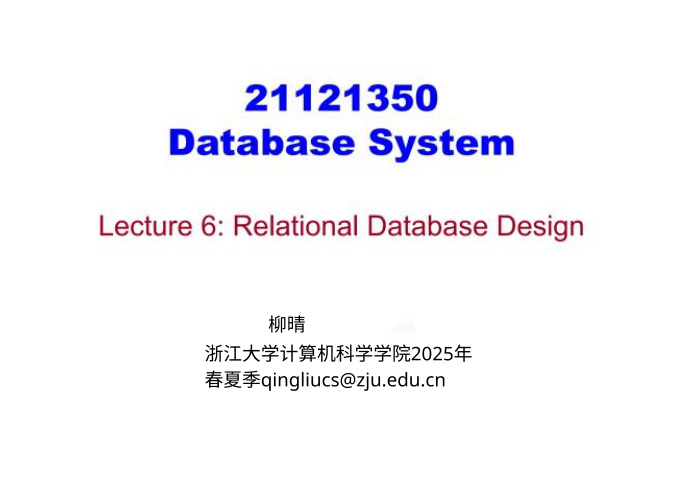 21121350
Database System
Lecture 6: Relational Database Design
柳晴
浙江大学计算机科学学院2025年
春夏季qingliucs@zju.edu.cn